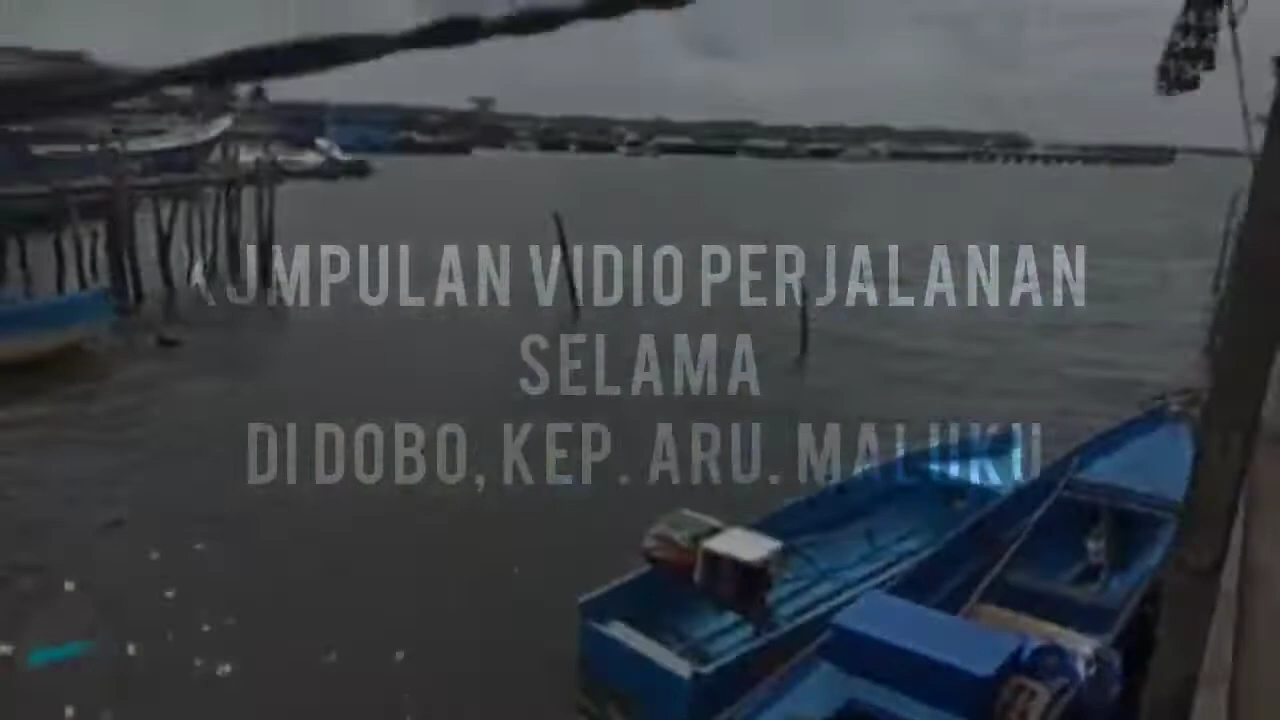 KUMPULAN VIDIO PERJALANAN
SELAMA
DI DOBO, KEP. ARU. MALUKU